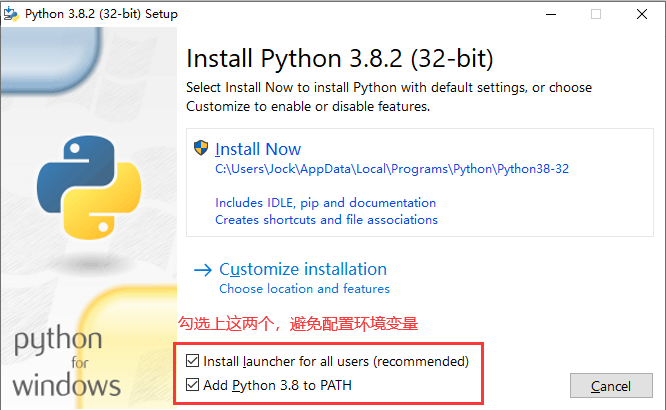 Python 3.8.2 (32-bit) Setup
Install Python 3.8.2 (32-bit)
Select Install Now to install Python with default settings, or choose
Customize to enable or disable features.
Install Now
C:\Users\Jock\AppData\Local\Programs\Python\Python38-32
Includes IDLE, pip and documentation
Creates shortcuts and file associations
Customize installation
Choose location and features
勾选上这两个，避免配置环境变量
Install launcher for all users (recommended)
Add Python 3.8 to PATH
python
for
windows
Cancel